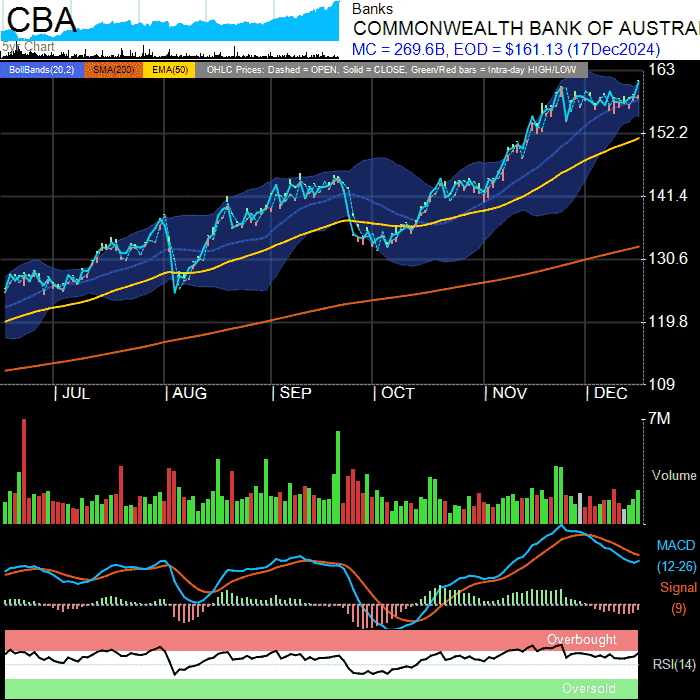 CBA
5yr Chart
Banks
COMMONWEALTH BANK OF AUSTRA
MC = 269.6B, EOD = $161.13 (17Dec2024)
BollBands(20,2) SMA(200) EMA(50) OHLC Prices: Dashed = OPEN, Solid = CLOSE, Green/Red bars = Intra-day HIGH/LOW
163
152.2
141.4
130.6
119.8
109
JUL AUG SEP OCT NOV DEC
7M
Volume
MACD
(12-26)
Signal
(9)
Overbought
RSI(14)
Oversold